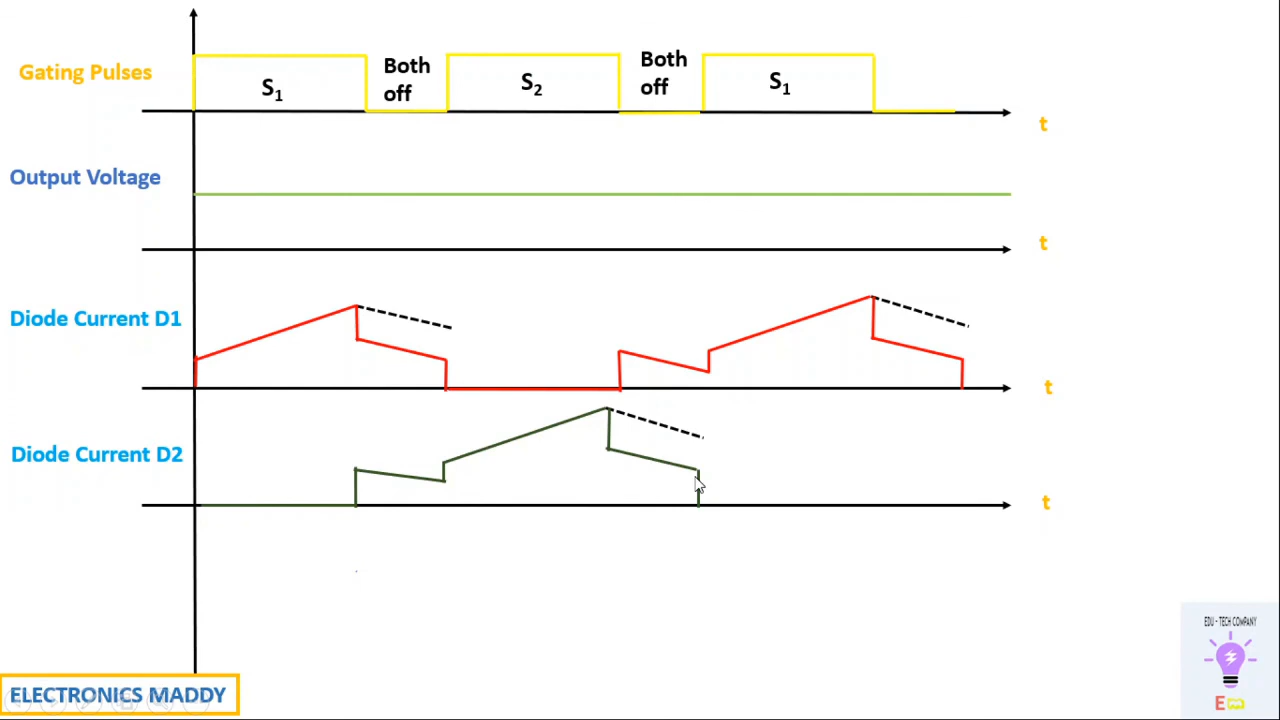 Gating Pulses
S₁
Both
off
S₂
Both
off
S₁
t
Output Voltage
t
Diode Current D1
t
Diode Current D2
t
EDU - TECH COMPANY
E
ELECTRONICS MADDY